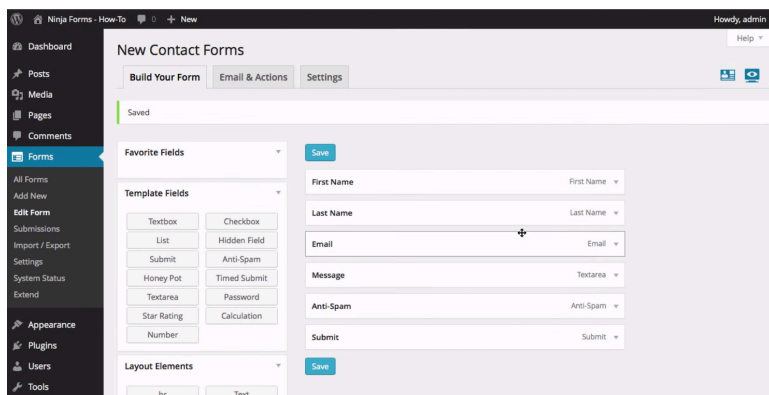 Ninja Forms - How-To 0 + New Howdy, admin
Help
Dashboard
Posts
Media
Pages
Comments
Forms
All Forms
Add New
Edit Form
Submissions
Import / Export
Settings
System Status
Extend
Appearance
Plugins
Users
Tools
New Contact Forms
Build Your Form Email & Actions Settings
Saved
Favorite Fields
Template Fields
Textbox Checkbox
List Hidden Field
Submit Anti-Spam
Honey Pot Timed Submit
Textarea Password
Star Rating Calculation
Number
Layout Elements
hr Text
Save
First Name First Name
Last Name Last Name
Email Email
Message Textarea
Anti-Spam Anti-Spam
Submit Submit
Save